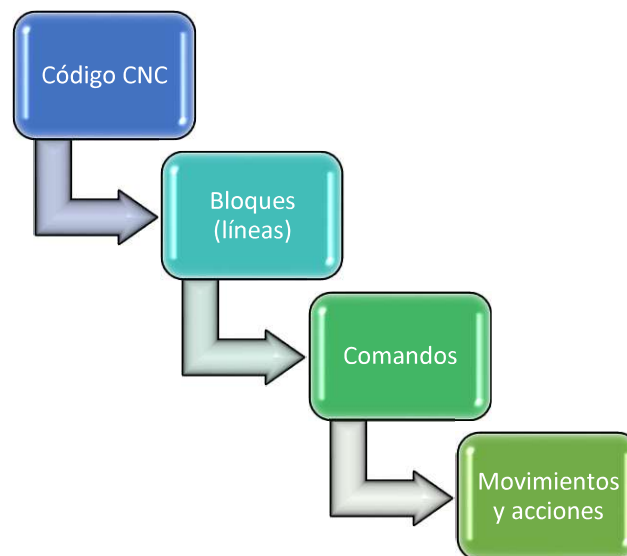 Código CNC
Bloques
(líneas)
Comandos
Movimientos
y acciones